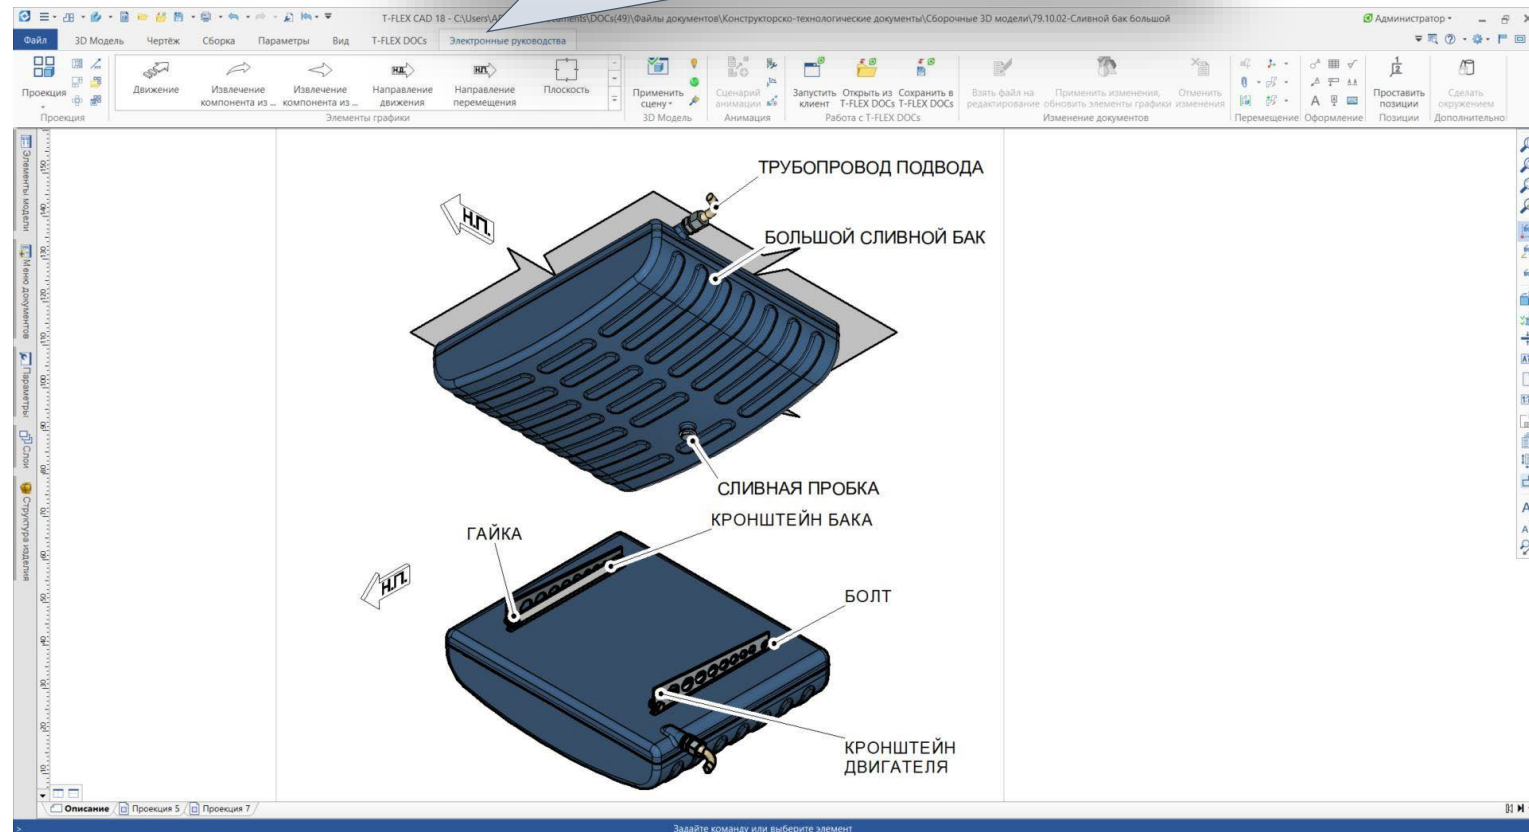 T-FLEX CAD 18 - C:\Users\
\DOCs(49)\Файлы документов\Конструкторско-технологические документы\Сборочные 3D модели\79.10.02-Сливной бак большой
Администратор
Файл
3D Модель
Чертёж
Сборка
Параметры
Вид
T-FLEX DOCs
Электронные руководства
Проекция
Движение
Извлечение
компонента из ...
Извлечение
компонента из ...
Направление
движения
Направление
перемещения
Плоскость
Применить
сцену
Сценарий
анимации
Запустить
клиент
Открыть из
T-FLEX DOCs
Сохранить в
T-FLEX DOCs
Взять файл на
редактирование
Применить изменения,
обновить элементы графики
Отменить
изменения
Проставить
позиции
Сделать
окружением
Проекция
Элементы графики
3D Модель
Анимация
Работа с T-FLEX DOCs
Изменение документов
Перемещение
Оформление
Позиции
Дополнительно
Элементы модели
Меню документов
Параметры
Слои
Структура изделия
ТРУБОПРОВОД ПОДВОДА
Н.П.
БОЛЬШОЙ СЛИВНОЙ БАК
СЛИВНАЯ ПРОБКА
КРОНШТЕЙН БАКА
ГАЙКА
Н.П.
БОЛТ
КРОНШТЕЙН
ДВИГАТЕЛЯ
Описание
Проекция 5
Проекция 7
Задайте команду или выберите элемент